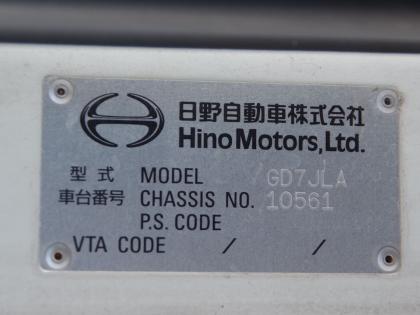 日野自動車株式会社
Hino Motors, Ltd.
型式 MODEL GD7JLA
車台番号 CHASSIS NO. 10561
P.S. CODE
VTA CODE / /